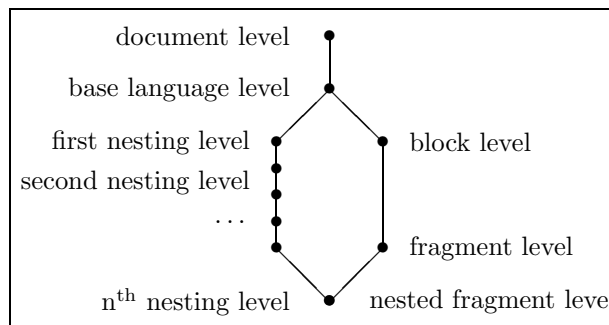 document level
base language level
first nesting level block level
second nesting level
...
fragment level
n^th nesting level nested fragment leve